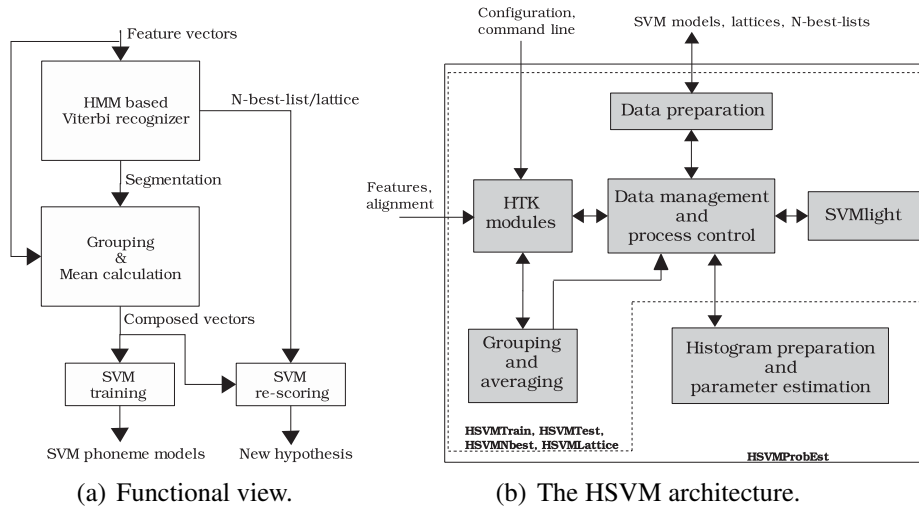 Feature vectors
HMM based
Viterbi recognizer
N-best-list/lattice
Segmentation
Grouping
&
Mean calculation
Composed vectors
SVM
training
SVM
re-scoring
SVM phoneme models
New hypothesis
(a) Functional view.
Configuration,
command line
SVM models, lattices, N-best-lists
Data preparation
Features,
alignment
HTK
modules
Data management
and
process control
SVMlight
Grouping
and
averaging
Histogram preparation
and
parameter estimation
HSVMTrain, HSVMTest,
HSVMNbest, HSVMLattice
HSVMProbEst
(b) The HSVM architecture.